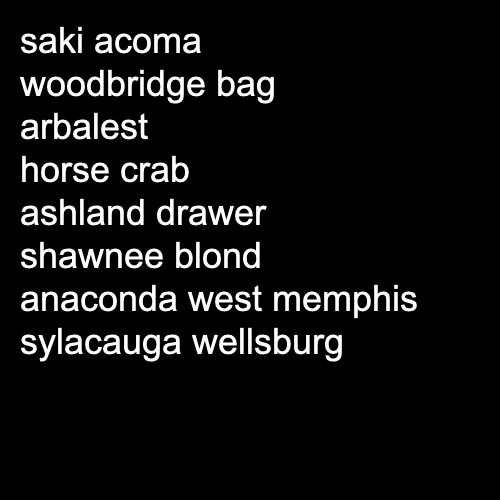 saki acoma
woodbridge bag
arbalest
horse crab
ashland drawer
shawnee blond
anaconda west memphis
sylacauga wellsburg